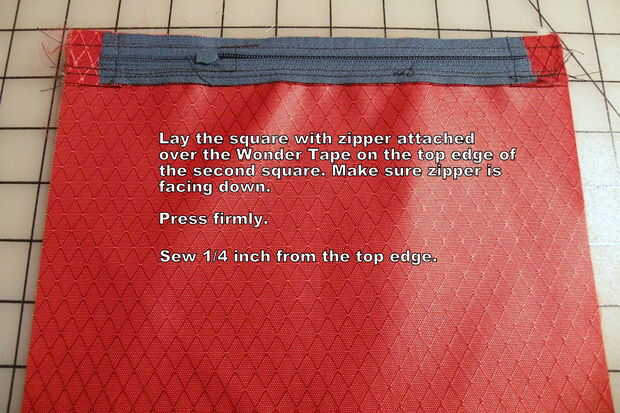 Lay the square with zipper attached
over the Wonder Tape on the top edge of
the second square. Make sure zipper is
facing down.
Press firmly.
Sew 1/4 inch from the top edge.